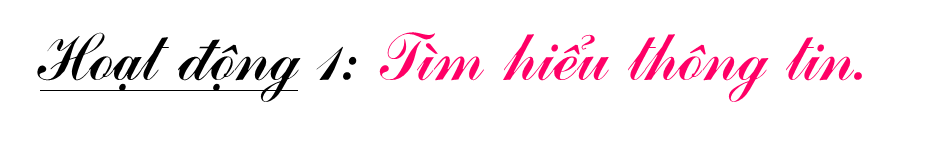 Hoạt động 1: Tìm hiểu thông tin.